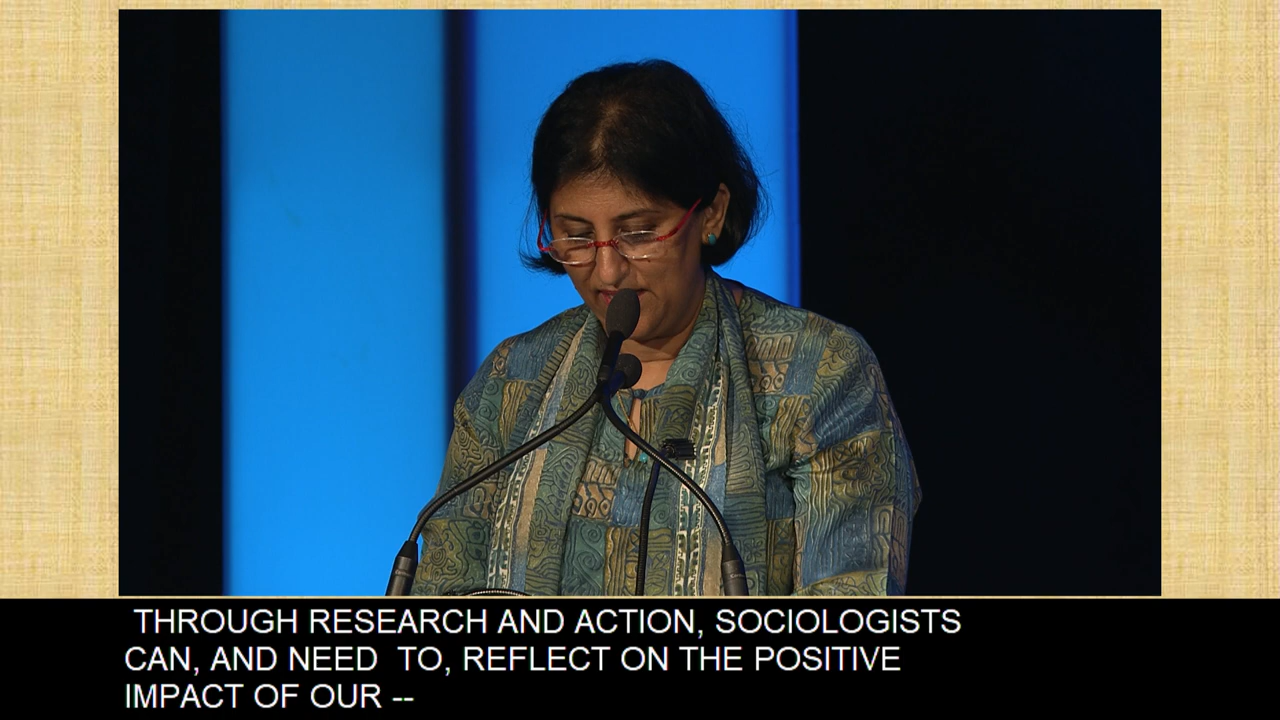 THROUGH RESEARCH AND ACTION, SOCIOLOGISTS
CAN, AND NEED  TO, REFLECT ON THE POSITIVE
IMPACT OF OUR --